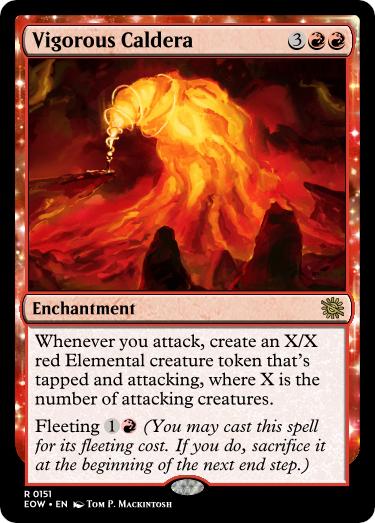 Vigorous Caldera 3
Enchantment
Whenever you attack, create an X/X
red Elemental creature token that's
tapped and attacking, where X is the
number of attacking creatures.
Fleeting 1 (You may cast this spell
for its fleeting cost. If you do, sacrifice it
at the beginning of the next end step.)
R 0151
EOW • EN Tom P. Mackintosh